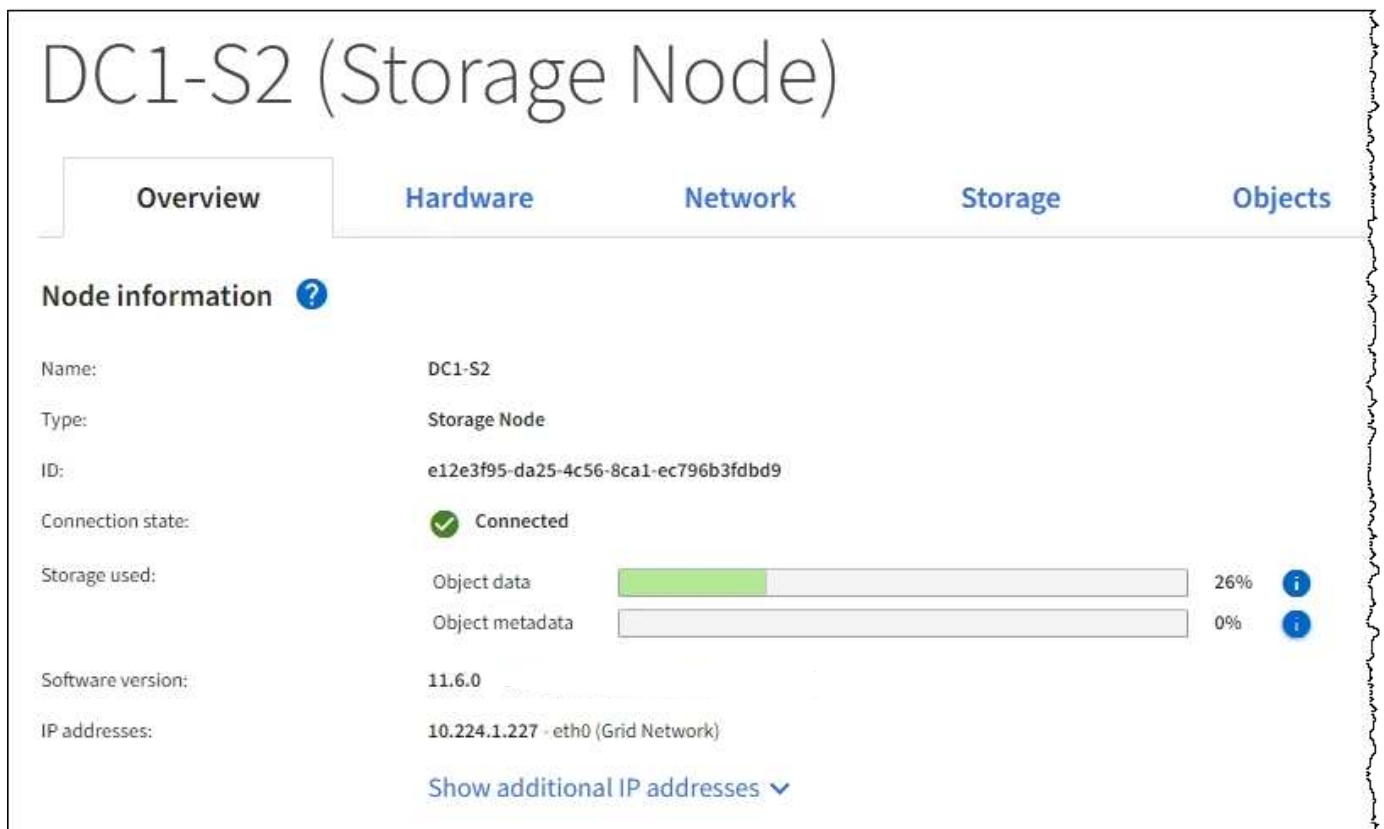 DC1-S2 (Storage Node)
Overview Hardware Network Storage Objects
Node information ?
Name: DC1-S2
Type: Storage Node
ID: e12e3f95-da25-4c56-8ca1-ec796b3fdbd9
Connection state: Connected
Storage used: Object data 26% i
Object metadata 0% i
Software version: 11.6.0
IP addresses: 10.224.1.227 - eth0 (Grid Network)
Show additional IP addresses